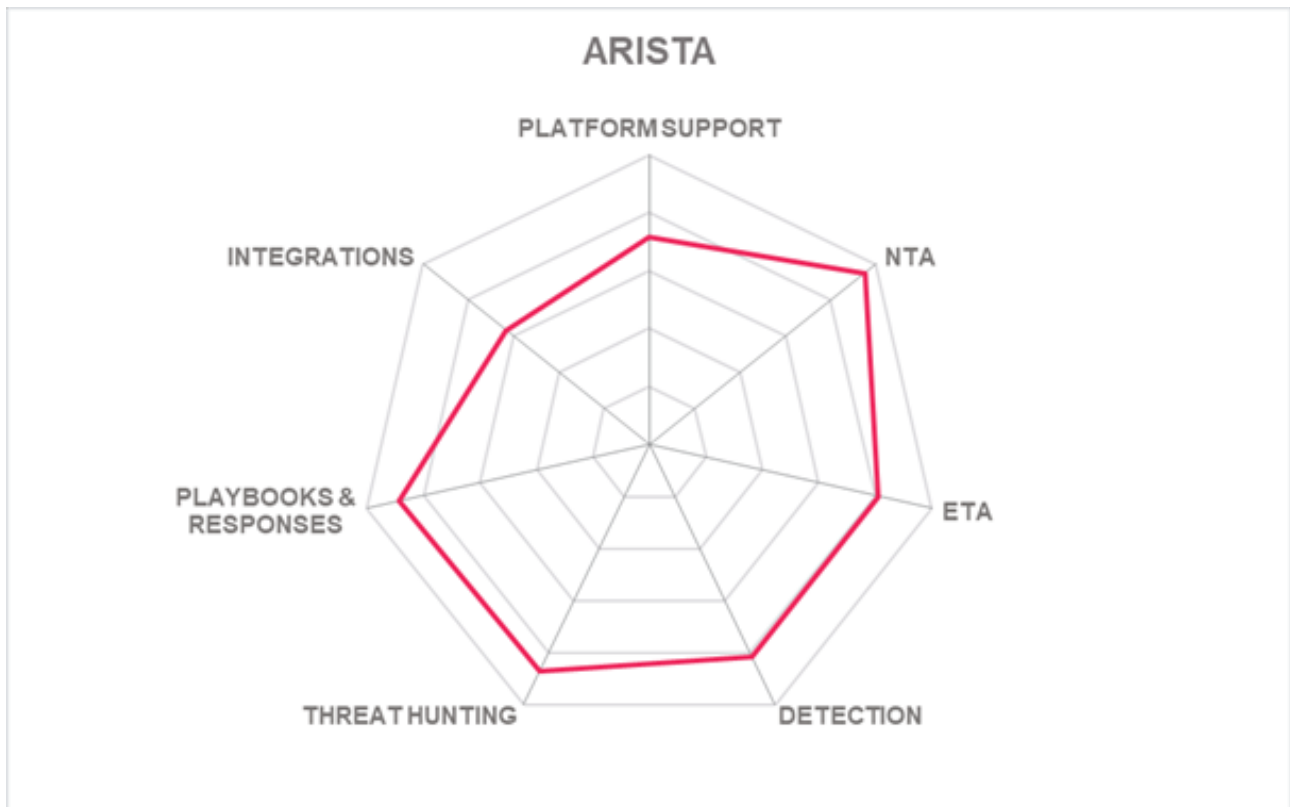 ARISTA
PLATFORM SUPPORT
INTEGRATIONS
NTA
PLAYBOOKS &
RESPONSES
ETA
THREAT HUNTING
DETECTION